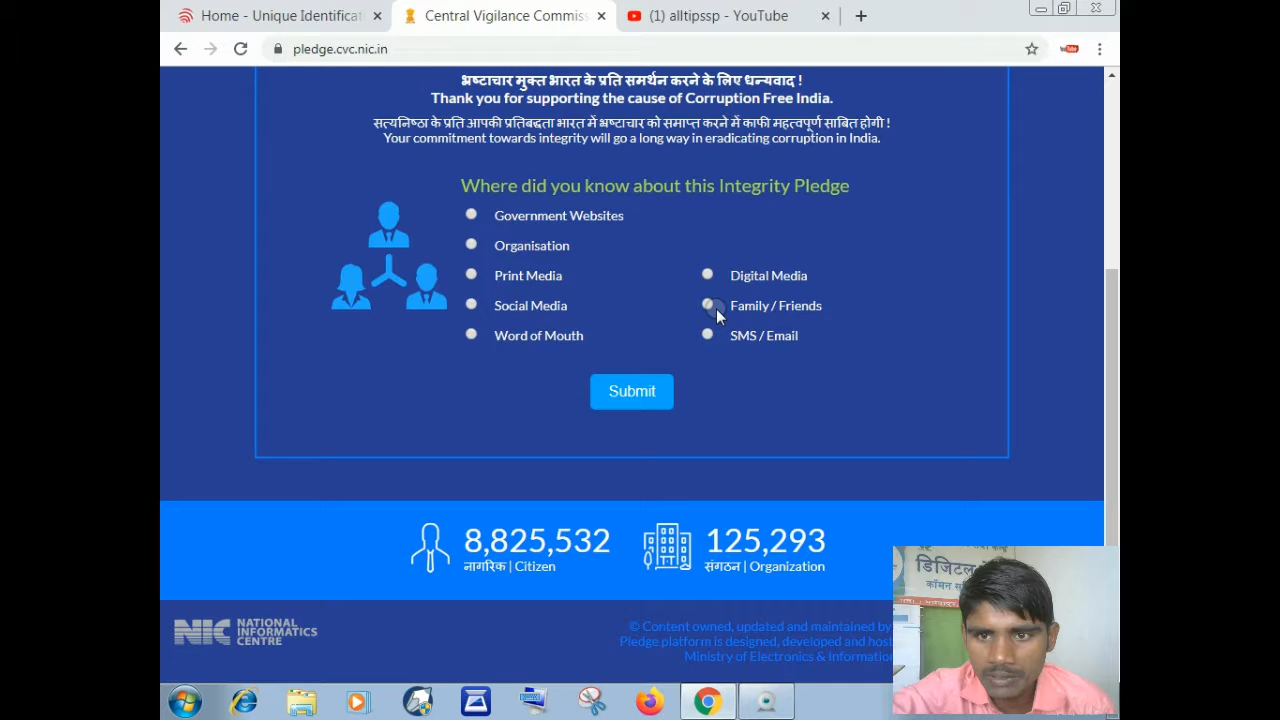 Home - Unique Identificat
Central Vigilance Commiss
(1) alltipssp - YouTube
pledge.cvc.nic.in
भ्रष्टाचार मुक्त भारत के प्रति समर्थन करने के लिए धन्यवाद !
Thank you for supporting the cause of Corruption Free India.
सत्यनिष्ठा के प्रति आपकी प्रतिबद्धता भारत में भ्रष्टाचार को समाप्त करने में काफी महत्वपूर्ण साबित होगी !
Your commitment towards integrity will go a long way in eradicating corruption in India.
Where did you know about this Integrity Pledge
Government Websites
Organisation
Print Media
Digital Media
Social Media
Family / Friends
Word of Mouth
SMS / Email
Submit
8,825,532
नागरिक | Citizen
125,293
संगठन | Organization
डिजिटल
कॉमन
NIC NATIONAL INFORMATICS CENTRE
© Content owned, updated and maintained by
Pledge platform is designed, developed and host
Ministry of Electronics & Information